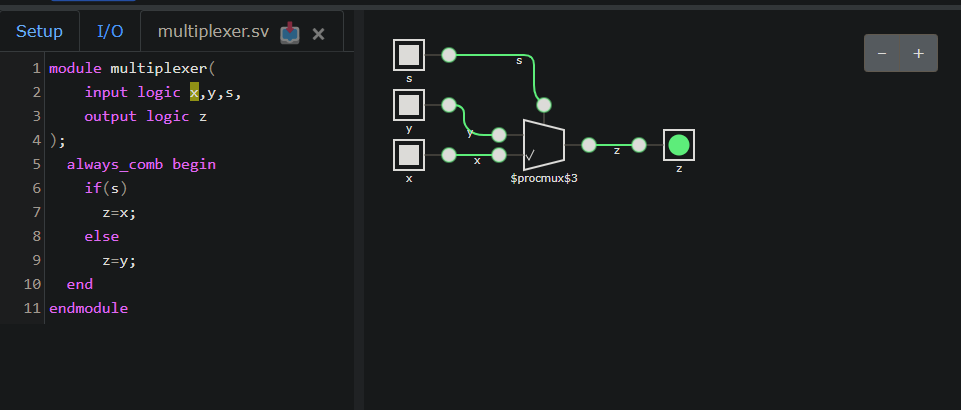 Setup I/O multiplexer.sv
1 module multiplexer(
2 input logic x,y,s,
3 output logic z
4 );
5 always_comb begin
6 if(s)
7 z=x;
8 else
9 z=y;
10 end
11 endmodule
s
s
y
y
x
x
$procmux$3
z
z
− +